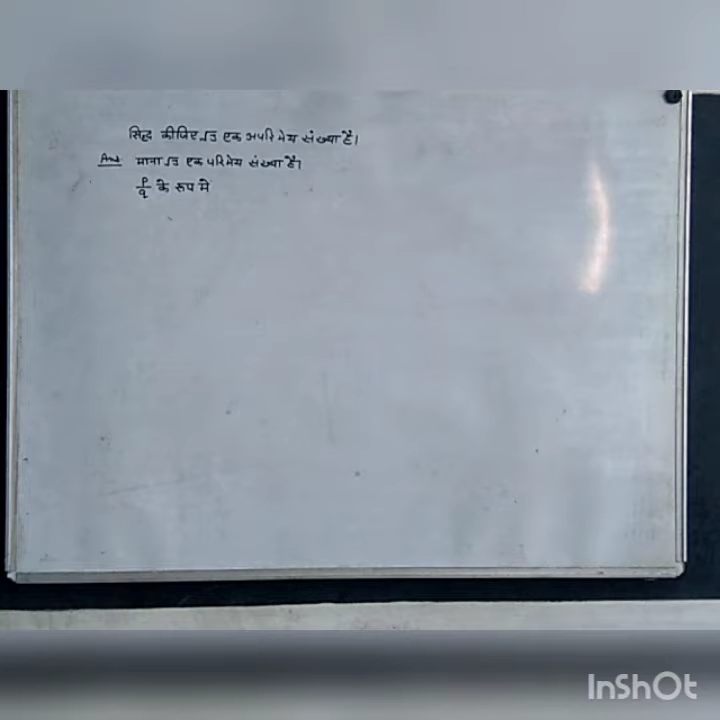 सिद्ध कीजिए √3 एक अपरिमेय संख्या है।
Ans माना √3 एक परिमेय संख्या है।
p/q के रूप मे
InShOt